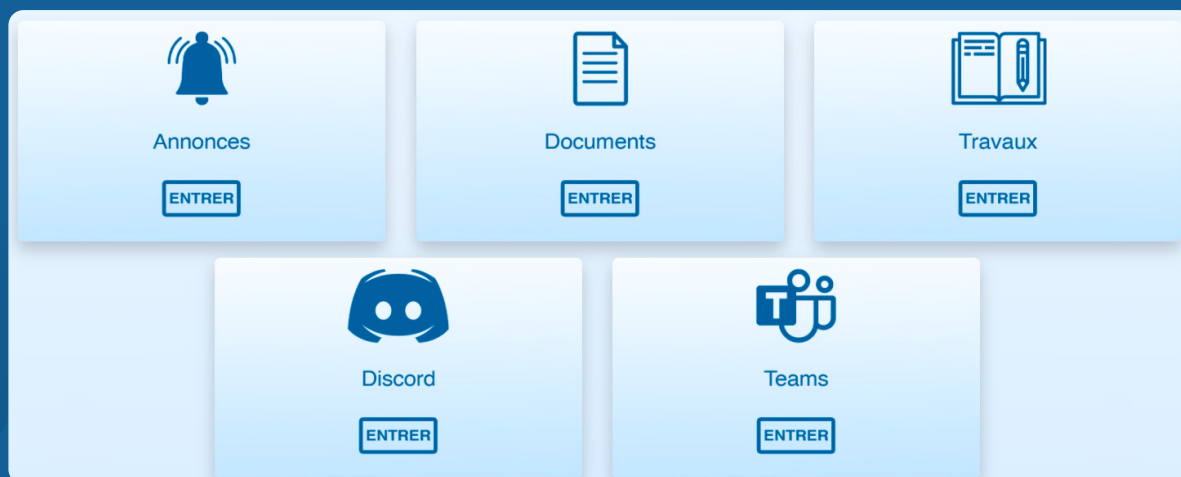 Annonces
ENTRER
Documents
ENTRER
Travaux
ENTRER
Discord
ENTRER
T
Teams
ENTRER